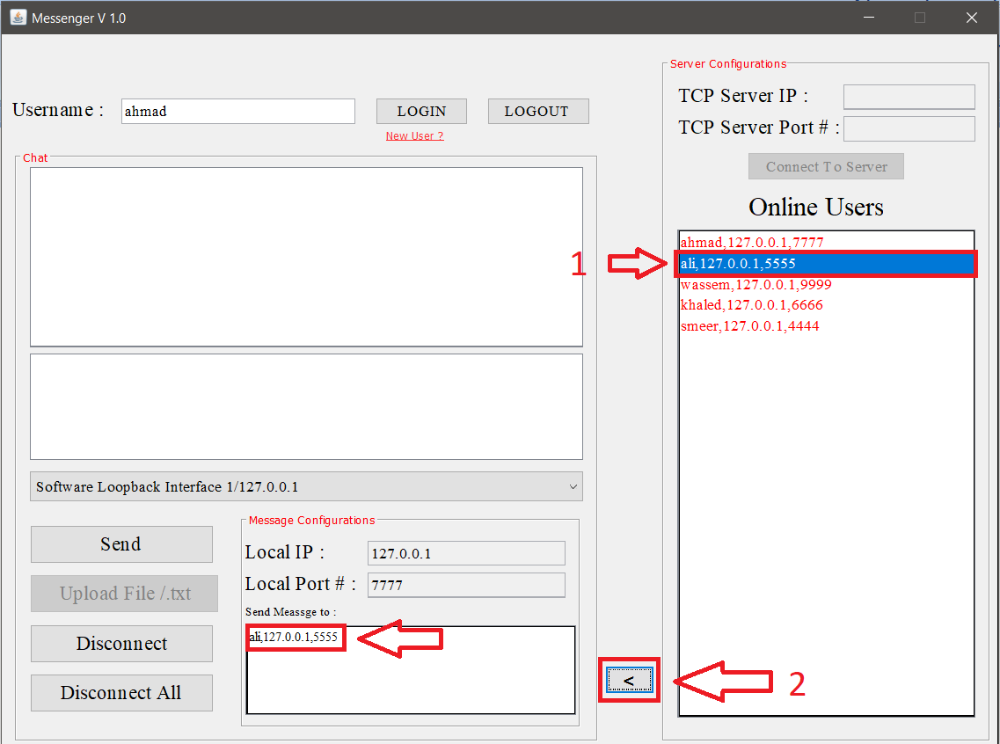 Messenger V 1.0
Username :
ahmad
LOGIN
LOGOUT
New User ?
Chat
Software Loopback Interface 1/127.0.0.1
Send
Upload File /.txt
Disconnect
Disconnect All
Message Configurations
Local IP :
127.0.0.1
Local Port # :
7777
Send Meassge to :
ali,127.0.0.1,5555
<
2
Server Configurations
TCP Server IP :
TCP Server Port # :
Connect To Server
Online Users
ahmad,127.0.0.1,7777
1
ali,127.0.0.1,5555
wassem,127.0.0.1,9999
khaled,127.0.0.1,6666
smeer,127.0.0.1,4444